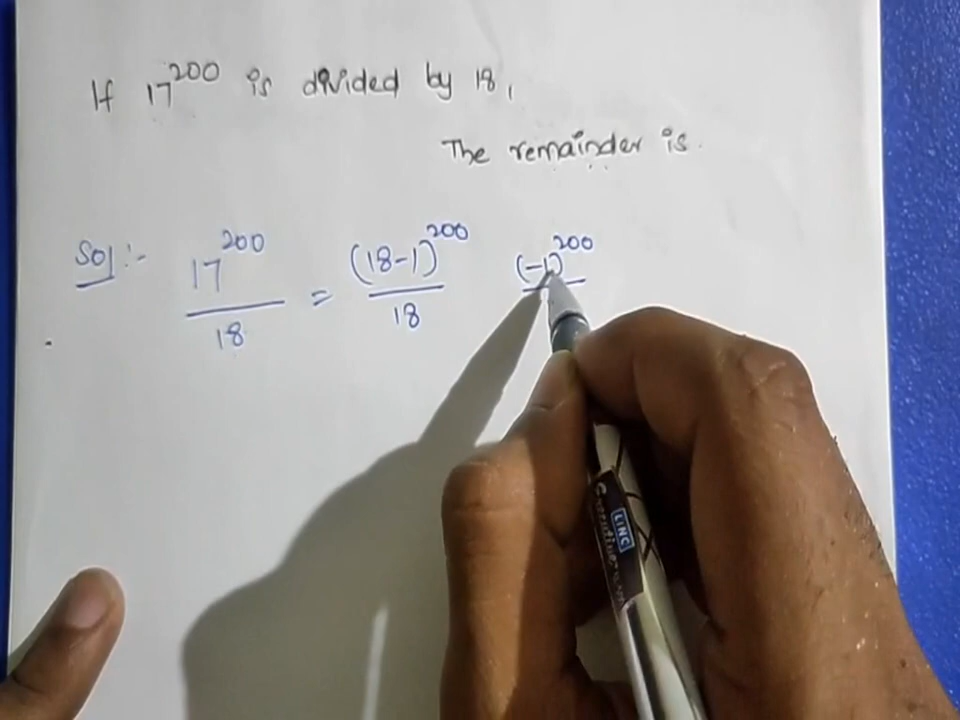 If 17^200 is divided by 18,
The remainder is.
Sol:- 17^200/18 = (18-1)^200/18 (-1)^200
LINC